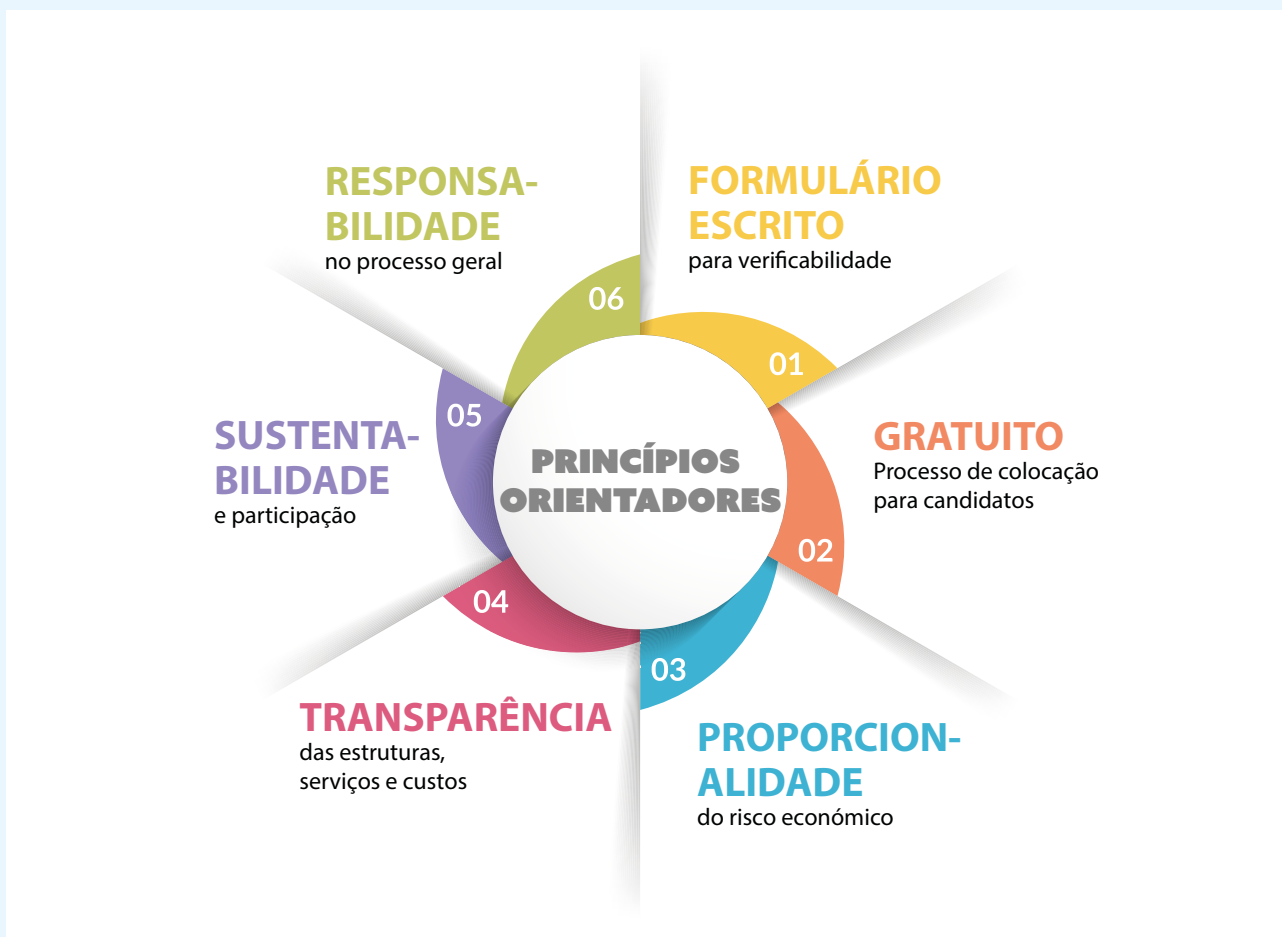 PRINCÍPIOS
ORIENTADORES
01
FORMULÁRIO
ESCRITO
para verificabilidade
02
GRATUITO
Processo de colocação
para candidatos
03
PROPORCION-
ALIDADE
do risco económico
04
TRANSPARÊNCIA
das estruturas,
serviços e custos
05
SUSTENTA-
BILIDADE
e participação
06
RESPONSA-
BILIDADE
no processo geral